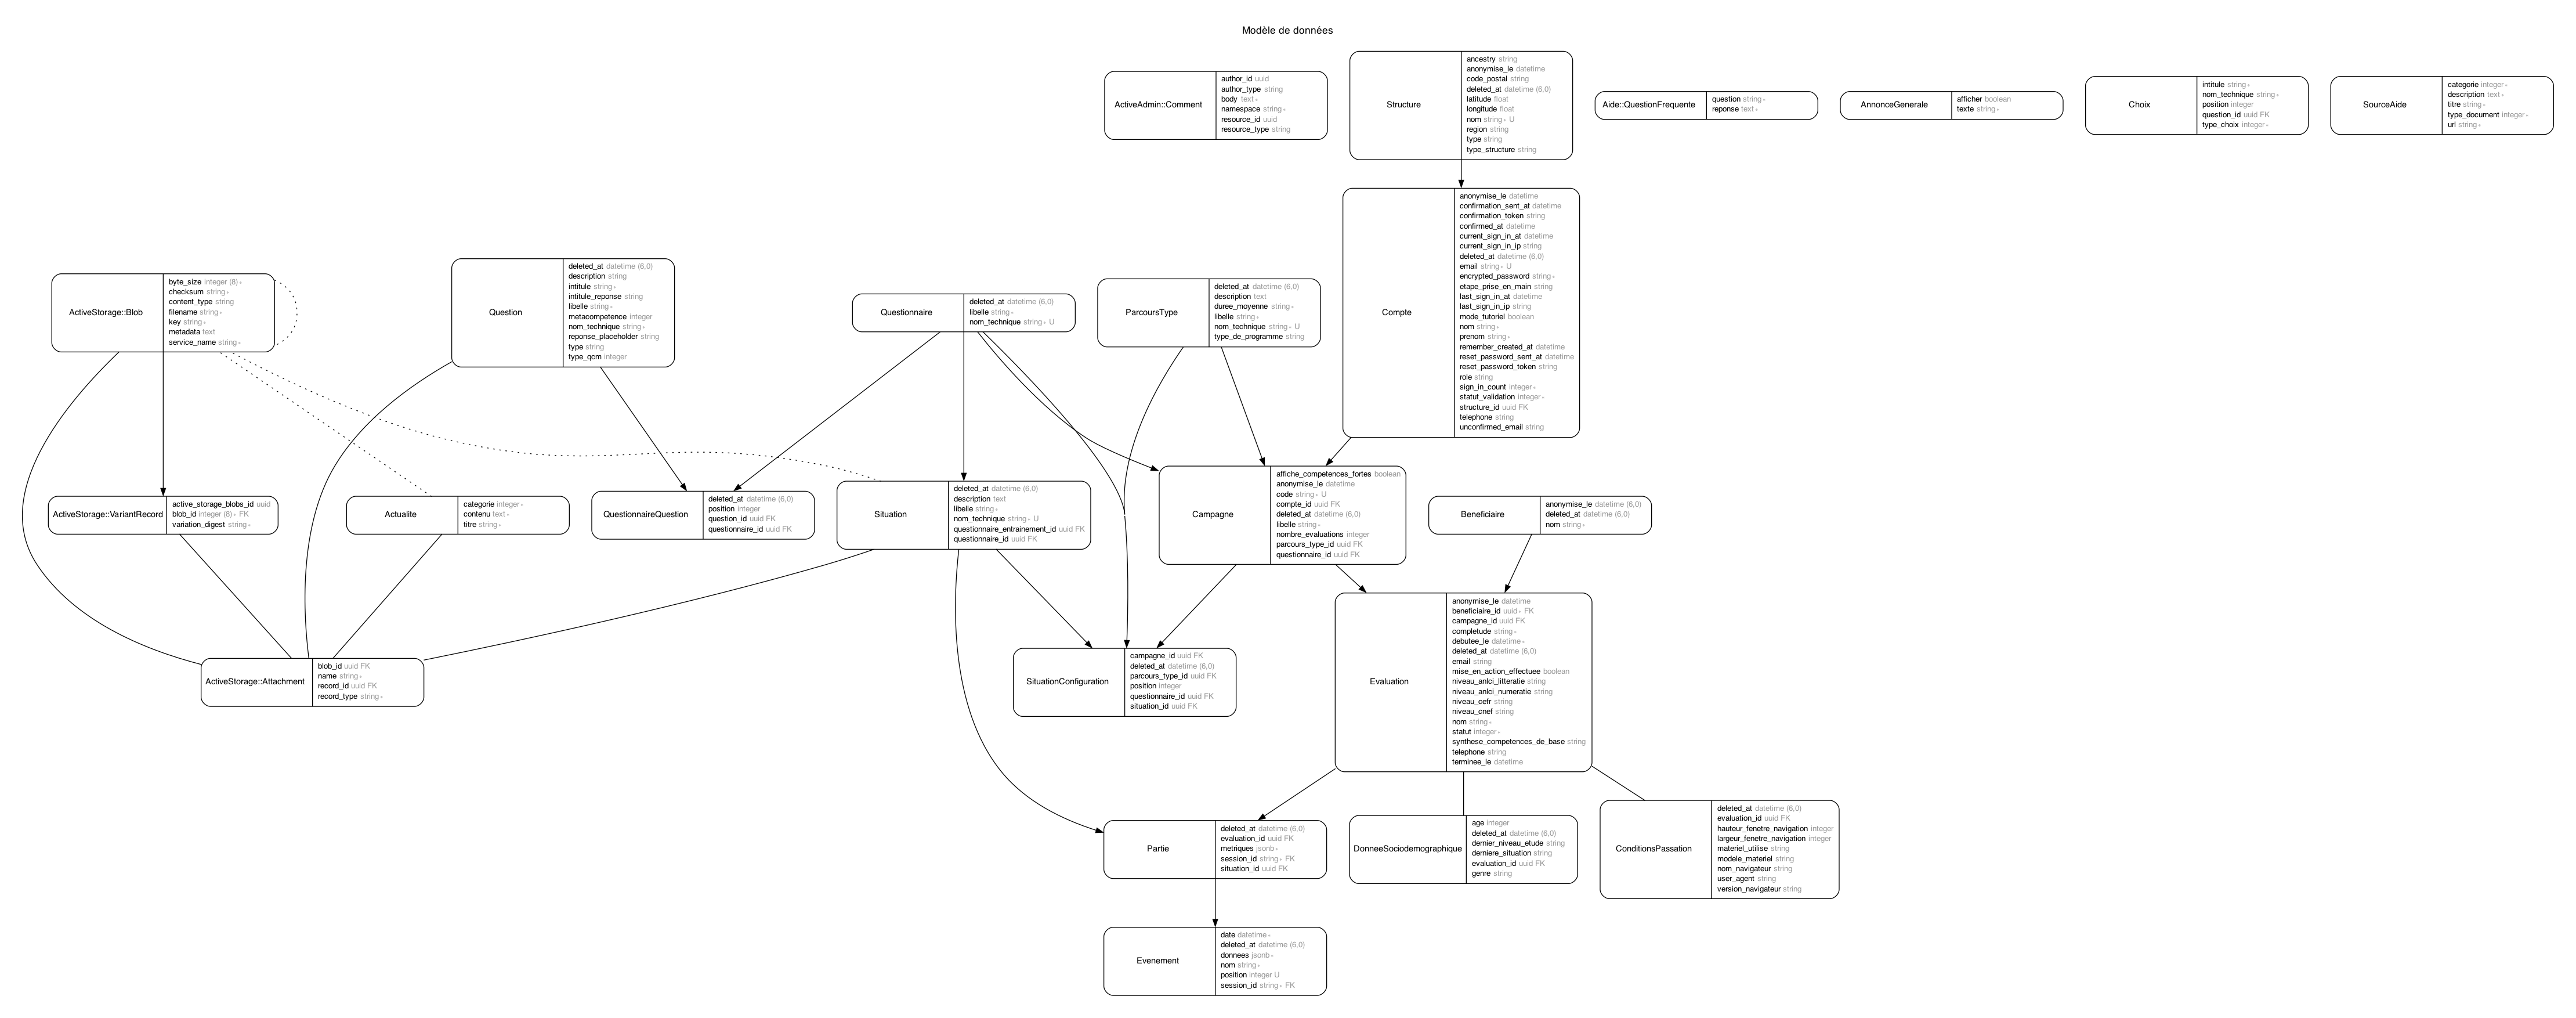 Modèle de données
ActiveAdmin::Comment
author_id uuid
author_type string
body text ∗
namespace string ∗
resource_id uuid
resource_type string
Structure
ancestry string
anonymise_le datetime
code_postal string
deleted_at datetime (6,0)
latitude float
longitude float
nom string ∗ U
region string
type string
type_structure string
Aide::QuestionFrequente
question string ∗
reponse text ∗
AnnonceGenerale
afficher boolean
texte string ∗
Choix
intitule string ∗
nom_technique string ∗
position integer
question_id uuid FK
type_choix integer ∗
SourceAide
categorie integer ∗
description text ∗
titre string ∗
type_document integer ∗
url string ∗
Compte
anonymise_le datetime
confirmation_sent_at datetime
confirmation_token string
confirmed_at datetime
current_sign_in_at datetime
current_sign_in_ip string
deleted_at datetime (6,0)
email string ∗ U
encrypted_password string ∗
etape_prise_en_main string
last_sign_in_at datetime
last_sign_in_ip string
mode_tutoriel boolean
nom string ∗
prenom string ∗
remember_created_at datetime
reset_password_sent_at datetime
reset_password_token string
role string
sign_in_count integer ∗
statut_validation integer ∗
structure_id uuid FK
telephone string
unconfirmed_email string
ActiveStorage::Blob
byte_size integer (8) ∗
checksum string ∗
content_type string
filename string ∗
key string ∗
metadata text
service_name string ∗
Question
deleted_at datetime (6,0)
description string
intitule string ∗
intitule_reponse string
libelle string ∗
metacompetence integer
nom_technique string ∗
reponse_placeholder string
type string
type_qcm integer
Questionnaire
deleted_at datetime (6,0)
libelle string ∗
nom_technique string ∗ U
ParcoursType
deleted_at datetime (6,0)
description text
duree_moyenne string ∗
libelle string ∗
nom_technique string ∗ U
type_de_programme string
ActiveStorage::VariantRecord
active_storage_blobs_id uuid
blob_id integer (8) ∗ FK
variation_digest string ∗
Actualite
categorie integer ∗
contenu text ∗
titre string ∗
QuestionnaireQuestion
deleted_at datetime (6,0)
position integer
question_id uuid FK
questionnaire_id uuid FK
Situation
deleted_at datetime (6,0)
description text
libelle string ∗
nom_technique string ∗ U
questionnaire_entrainement_id uuid FK
questionnaire_id uuid FK
Campagne
affiche_competences_fortes boolean
anonymise_le datetime
code string ∗ U
compte_id uuid FK
deleted_at datetime (6,0)
libelle string ∗
nombre_evaluations integer
parcours_type_id uuid FK
questionnaire_id uuid FK
Beneficiaire
anonymise_le datetime (6,0)
deleted_at datetime (6,0)
nom string ∗
ActiveStorage::Attachment
blob_id uuid FK
name string ∗
record_id uuid FK
record_type string ∗
SituationConfiguration
campagne_id uuid FK
deleted_at datetime (6,0)
parcours_type_id uuid FK
position integer
questionnaire_id uuid FK
situation_id uuid FK
Evaluation
anonymise_le datetime
beneficiaire_id uuid ∗ FK
campagne_id uuid FK
completude string ∗
debutee_le datetime ∗
deleted_at datetime (6,0)
email string
mise_en_action_effectuee boolean
niveau_anlci_litteratie string
niveau_anlci_numeratie string
niveau_cefr string
niveau_cnef string
nom string ∗
statut integer ∗
synthese_competences_de_base string
telephone string
terminee_le datetime
Partie
deleted_at datetime (6,0)
evaluation_id uuid FK
metriques jsonb ∗
session_id string ∗ FK
situation_id uuid FK
DonneeSociodemographique
age integer
deleted_at datetime (6,0)
dernier_niveau_etude string
derniere_situation string
evaluation_id uuid FK
genre string
ConditionsPassation
deleted_at datetime (6,0)
evaluation_id uuid FK
hauteur_fenetre_navigation integer
largeur_fenetre_navigation integer
materiel_utilise string
modele_materiel string
nom_navigateur string
user_agent string
version_navigateur string
Evenement
date datetime ∗
deleted_at datetime (6,0)
donnees jsonb ∗
nom string ∗
position integer U
session_id string ∗ FK